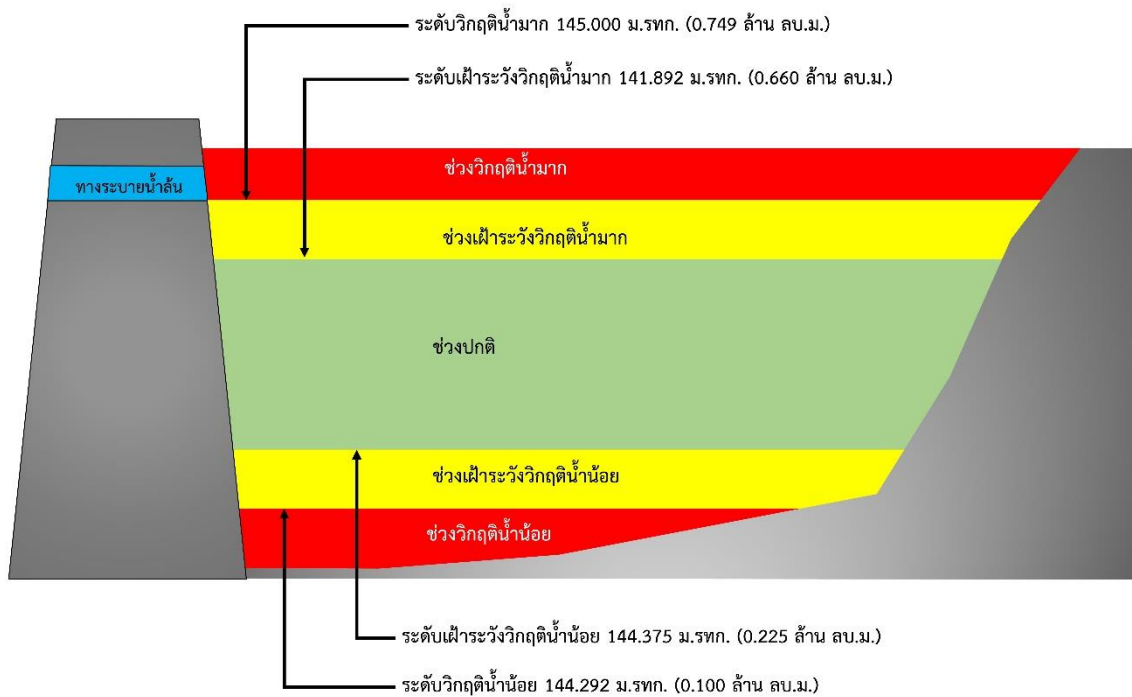 ระดับวิกฤติน้ำมาก 145.000 ม.รทก. (0.749 ล้าน ลบ.ม.)
ระดับเฝ้าระวังวิกฤติน้ำมาก 141.892 ม.รทก. (0.660 ล้าน ลบ.ม.)
ช่วงวิกฤติน้ำมาก
ทางระบายน้ำล้น
ช่วงเฝ้าระวังวิกฤติน้ำมาก
ช่วงปกติ
ช่วงเฝ้าระวังวิกฤติน้ำน้อย
ช่วงวิกฤติน้ำน้อย
ระดับเฝ้าระวังวิกฤติน้ำน้อย 144.375 ม.รทก. (0.225 ล้าน ลบ.ม.)
ระดับวิกฤติน้ำน้อย 144.292 ม.รทก. (0.100 ล้าน ลบ.ม.)